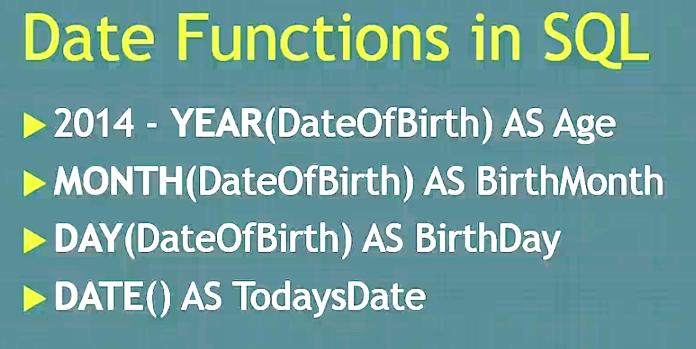 Date Functions in SQL
2014 - YEAR(DateOfBirth) AS Age
MONTH(DateOfBirth) AS BirthMonth
DAY(DateOfBirth) AS BirthDay
DATE() AS TodaysDate